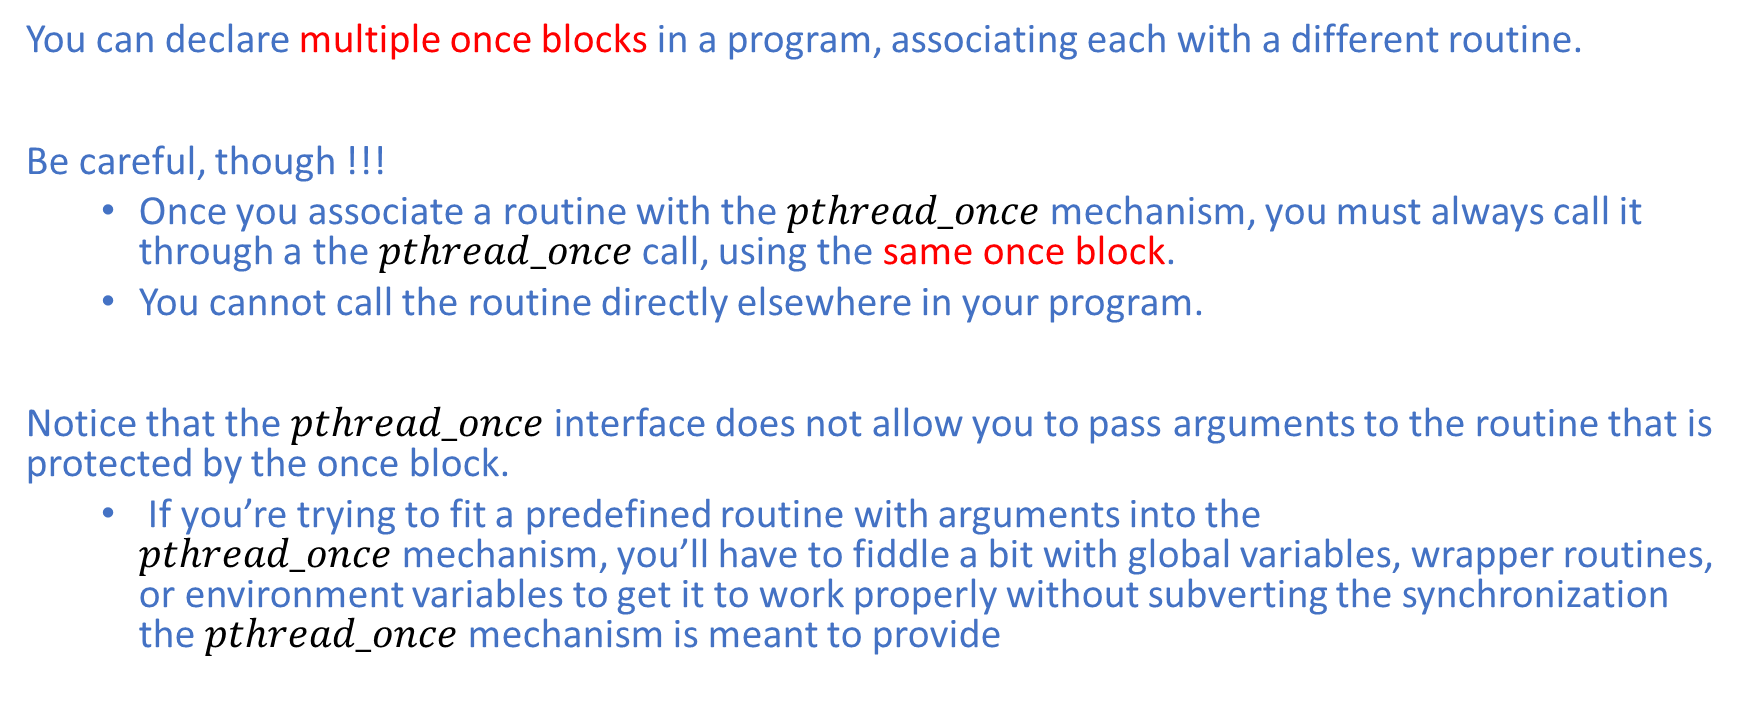 You can declare multiple once blocks in a program, associating each with a different routine.
Be careful, though !!!
• Once you associate a routine with the pthread_once mechanism, you must always call it
through a the pthread_once call, using the same once block.
• You cannot call the routine directly elsewhere in your program.
Notice that the pthread_once interface does not allow you to pass arguments to the routine that is
protected by the once block.
• If you’re trying to fit a predefined routine with arguments into the
pthread_once mechanism, you’ll have to fiddle a bit with global variables, wrapper routines,
or environment variables to get it to work properly without subverting the synchronization
the pthread_once mechanism is meant to provide